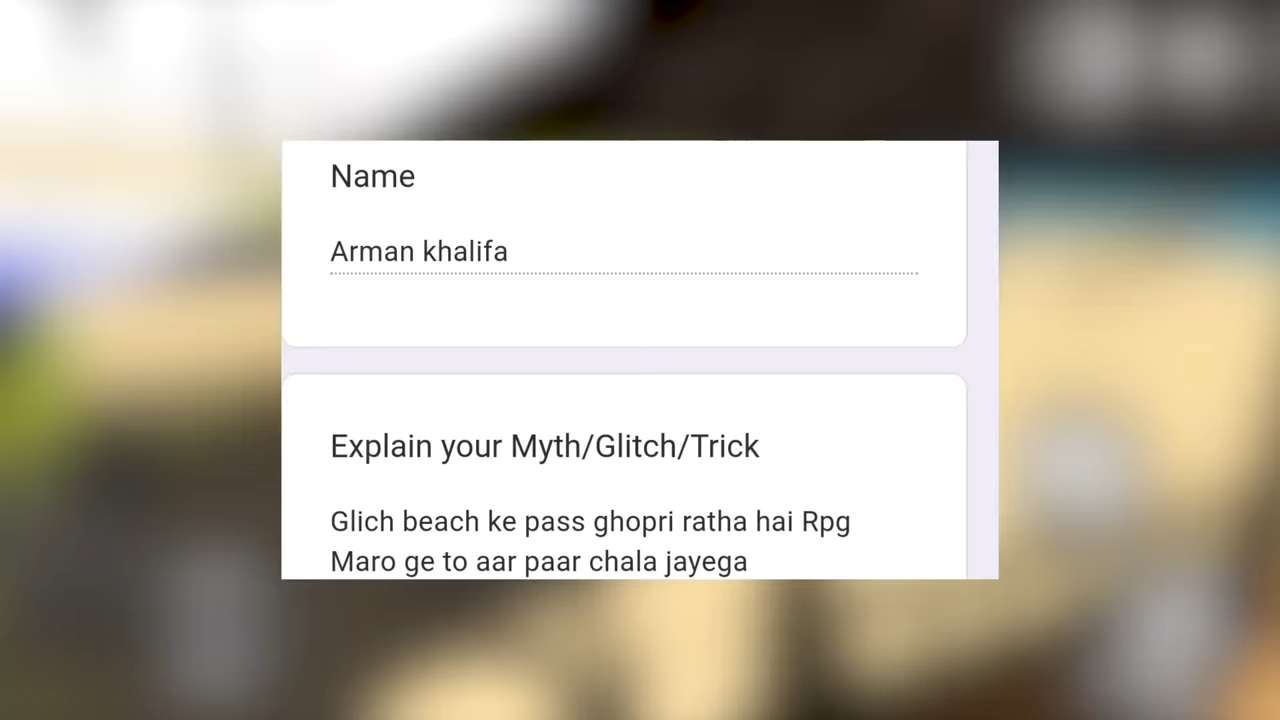 Name
Arman khalifa
Explain your Myth/Glitch/Trick
Glich beach ke pass ghopri ratha hai Rpg
Maro ge to aar paar chala jayega